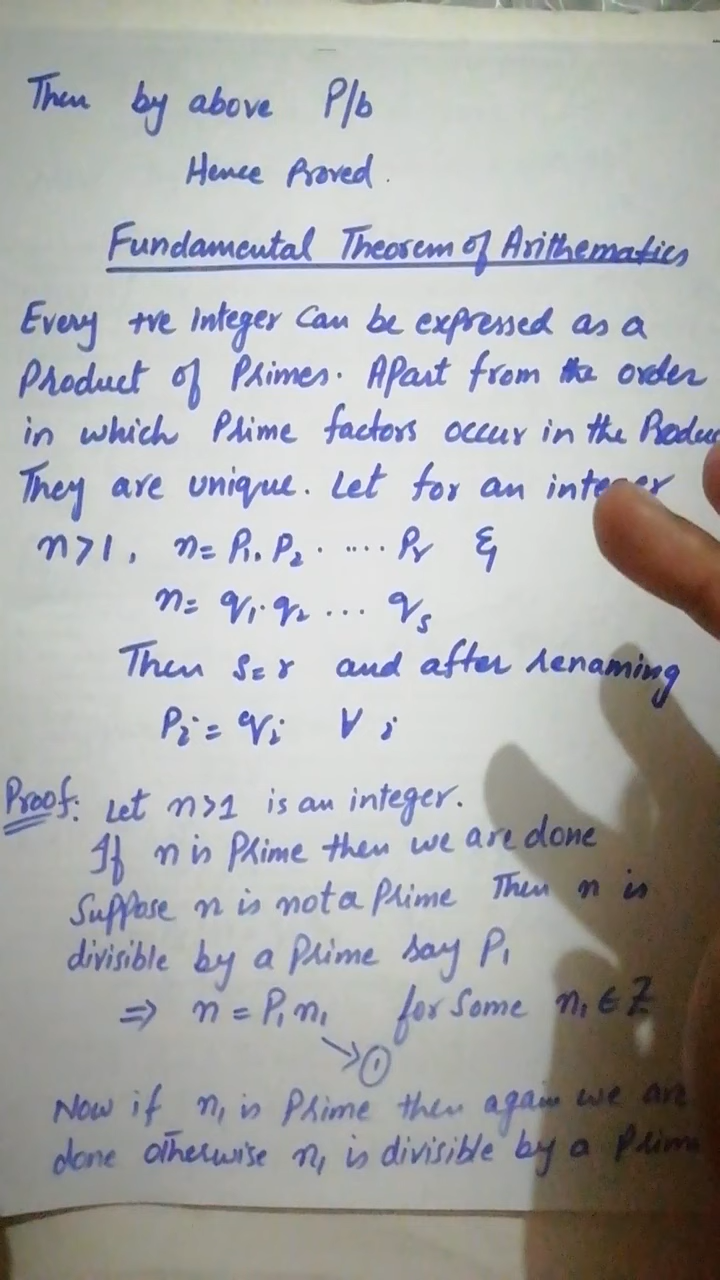 Then by above P/b
Hence Proved.
Fundamental Theorem of Arithematics
Every +ve integer Can be expressed as a
Product of Primes. Apart from the order
in which Prime factors occur in the Produc
They are unique. Let for an integer
n>1, n= P₁. P₂ ..... Pr &
n= q₁.q₂ ... qs
Then s=r and after renaming
Pi = qi ∀ i
Proof: Let n>1 is an integer.
If n is Prime then we are done
Suppose n is not a Prime Then n is
divisible by a Prime say P₁
⇒ n = P₁ n₁ for some n₁ ∈ Z
→ ①
Now if n₁ is Prime then again we are
done otherwise n₁ is divisible by a Prime